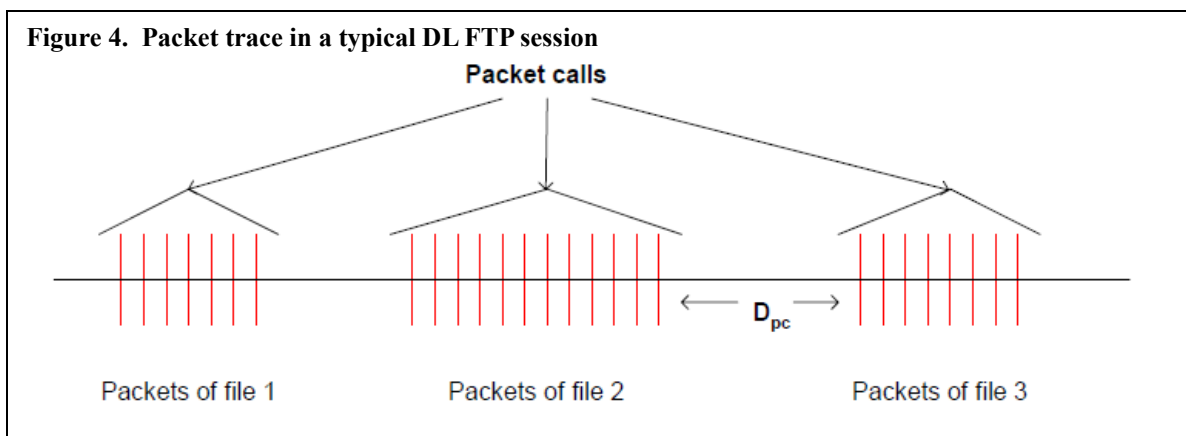 Figure 4. Packet trace in a typical DL FTP session
Packet calls
Dpc
Packets of file 1
Packets of file 2
Packets of file 3